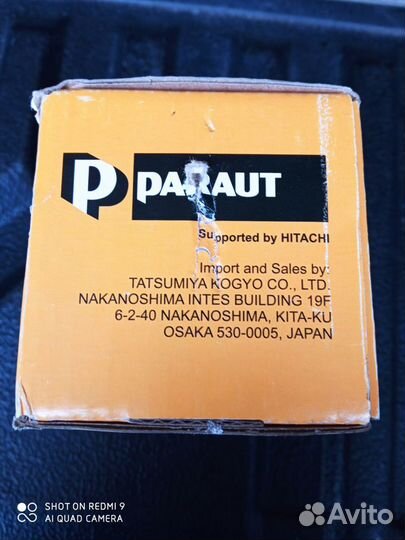 P PARAUT
Supported by HITACHI
Import and Sales by:
TATSUMIYA KOGYO CO., LTD.
NAKANOSHIMA INTES BUILDING 19F
6-2-40 NAKANOSHIMA, KITA-KU
OSAKA 530-0005, JAPAN
SHOT ON REDMI 9
AI QUAD CAMERA
Avito